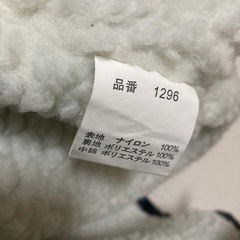 品番 1296
表地 ナイロン 100%
裏地 ポリエステル 100%
中綿 ポリエステル 100%